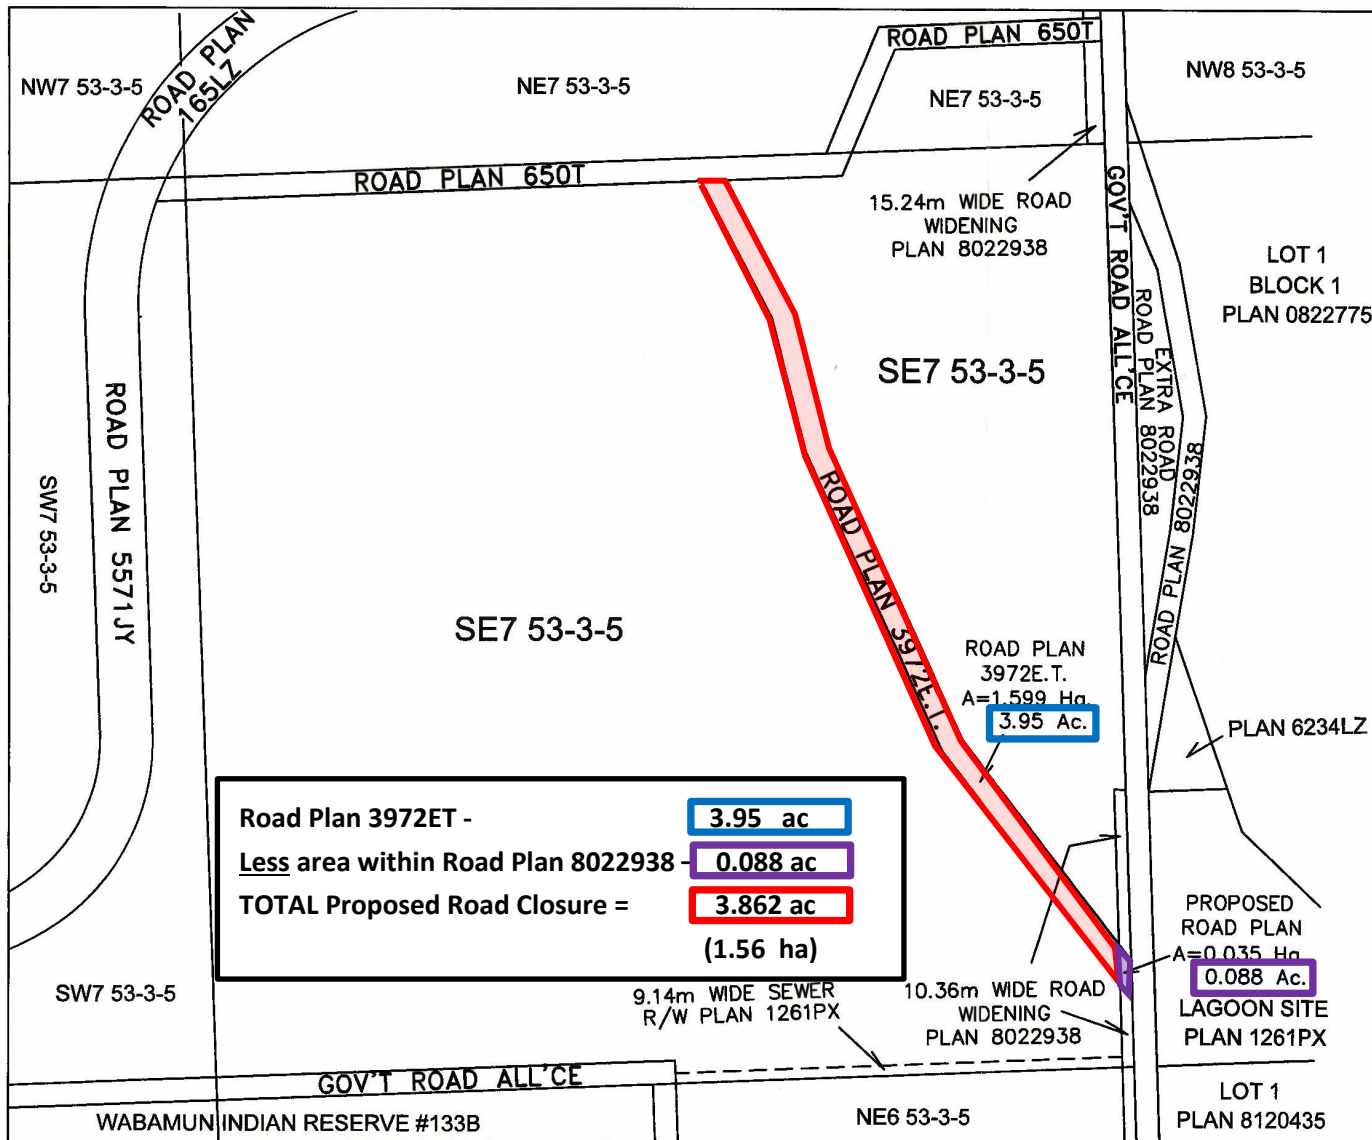 ROAD PLAN 650T
NW7 53-3-5
ROAD PLAN
165LZ
NE7 53-3-5
NE7 53-3-5
NW8 53-3-5
ROAD PLAN 650T
15.24m WIDE ROAD
WIDENING
PLAN 8022938
GOV'T ROAD ALL'CE
LOT 1
BLOCK 1
PLAN 0822775
EXTRA ROAD
ROAD PLAN 8022938
ROAD PLAN 8022938
SE7 53-3-5
ROAD PLAN 5571JY
SW7 53-3-5
ROAD PLAN 3972E.T.
SE7 53-3-5
ROAD PLAN
3972E.T.
A=1.599 Ha.
3.95 Ac.
PLAN 6234LZ
Road Plan 3972ET - 3.95 ac
Less area within Road Plan 8022938 - 0.088 ac
TOTAL Proposed Road Closure = 3.862 ac
(1.56 ha)
PROPOSED
ROAD PLAN
A=0.035 Ha
0.088 Ac.
LAGOON SITE
PLAN 1261PX
SW7 53-3-5
9.14m WIDE SEWER
R/W PLAN 1261PX
10.36m WIDE ROAD
WIDENING
PLAN 8022938
GOV'T ROAD ALL'CE
WABAMUN INDIAN RESERVE #133B
NE6 53-3-5
LOT 1
PLAN 8120435